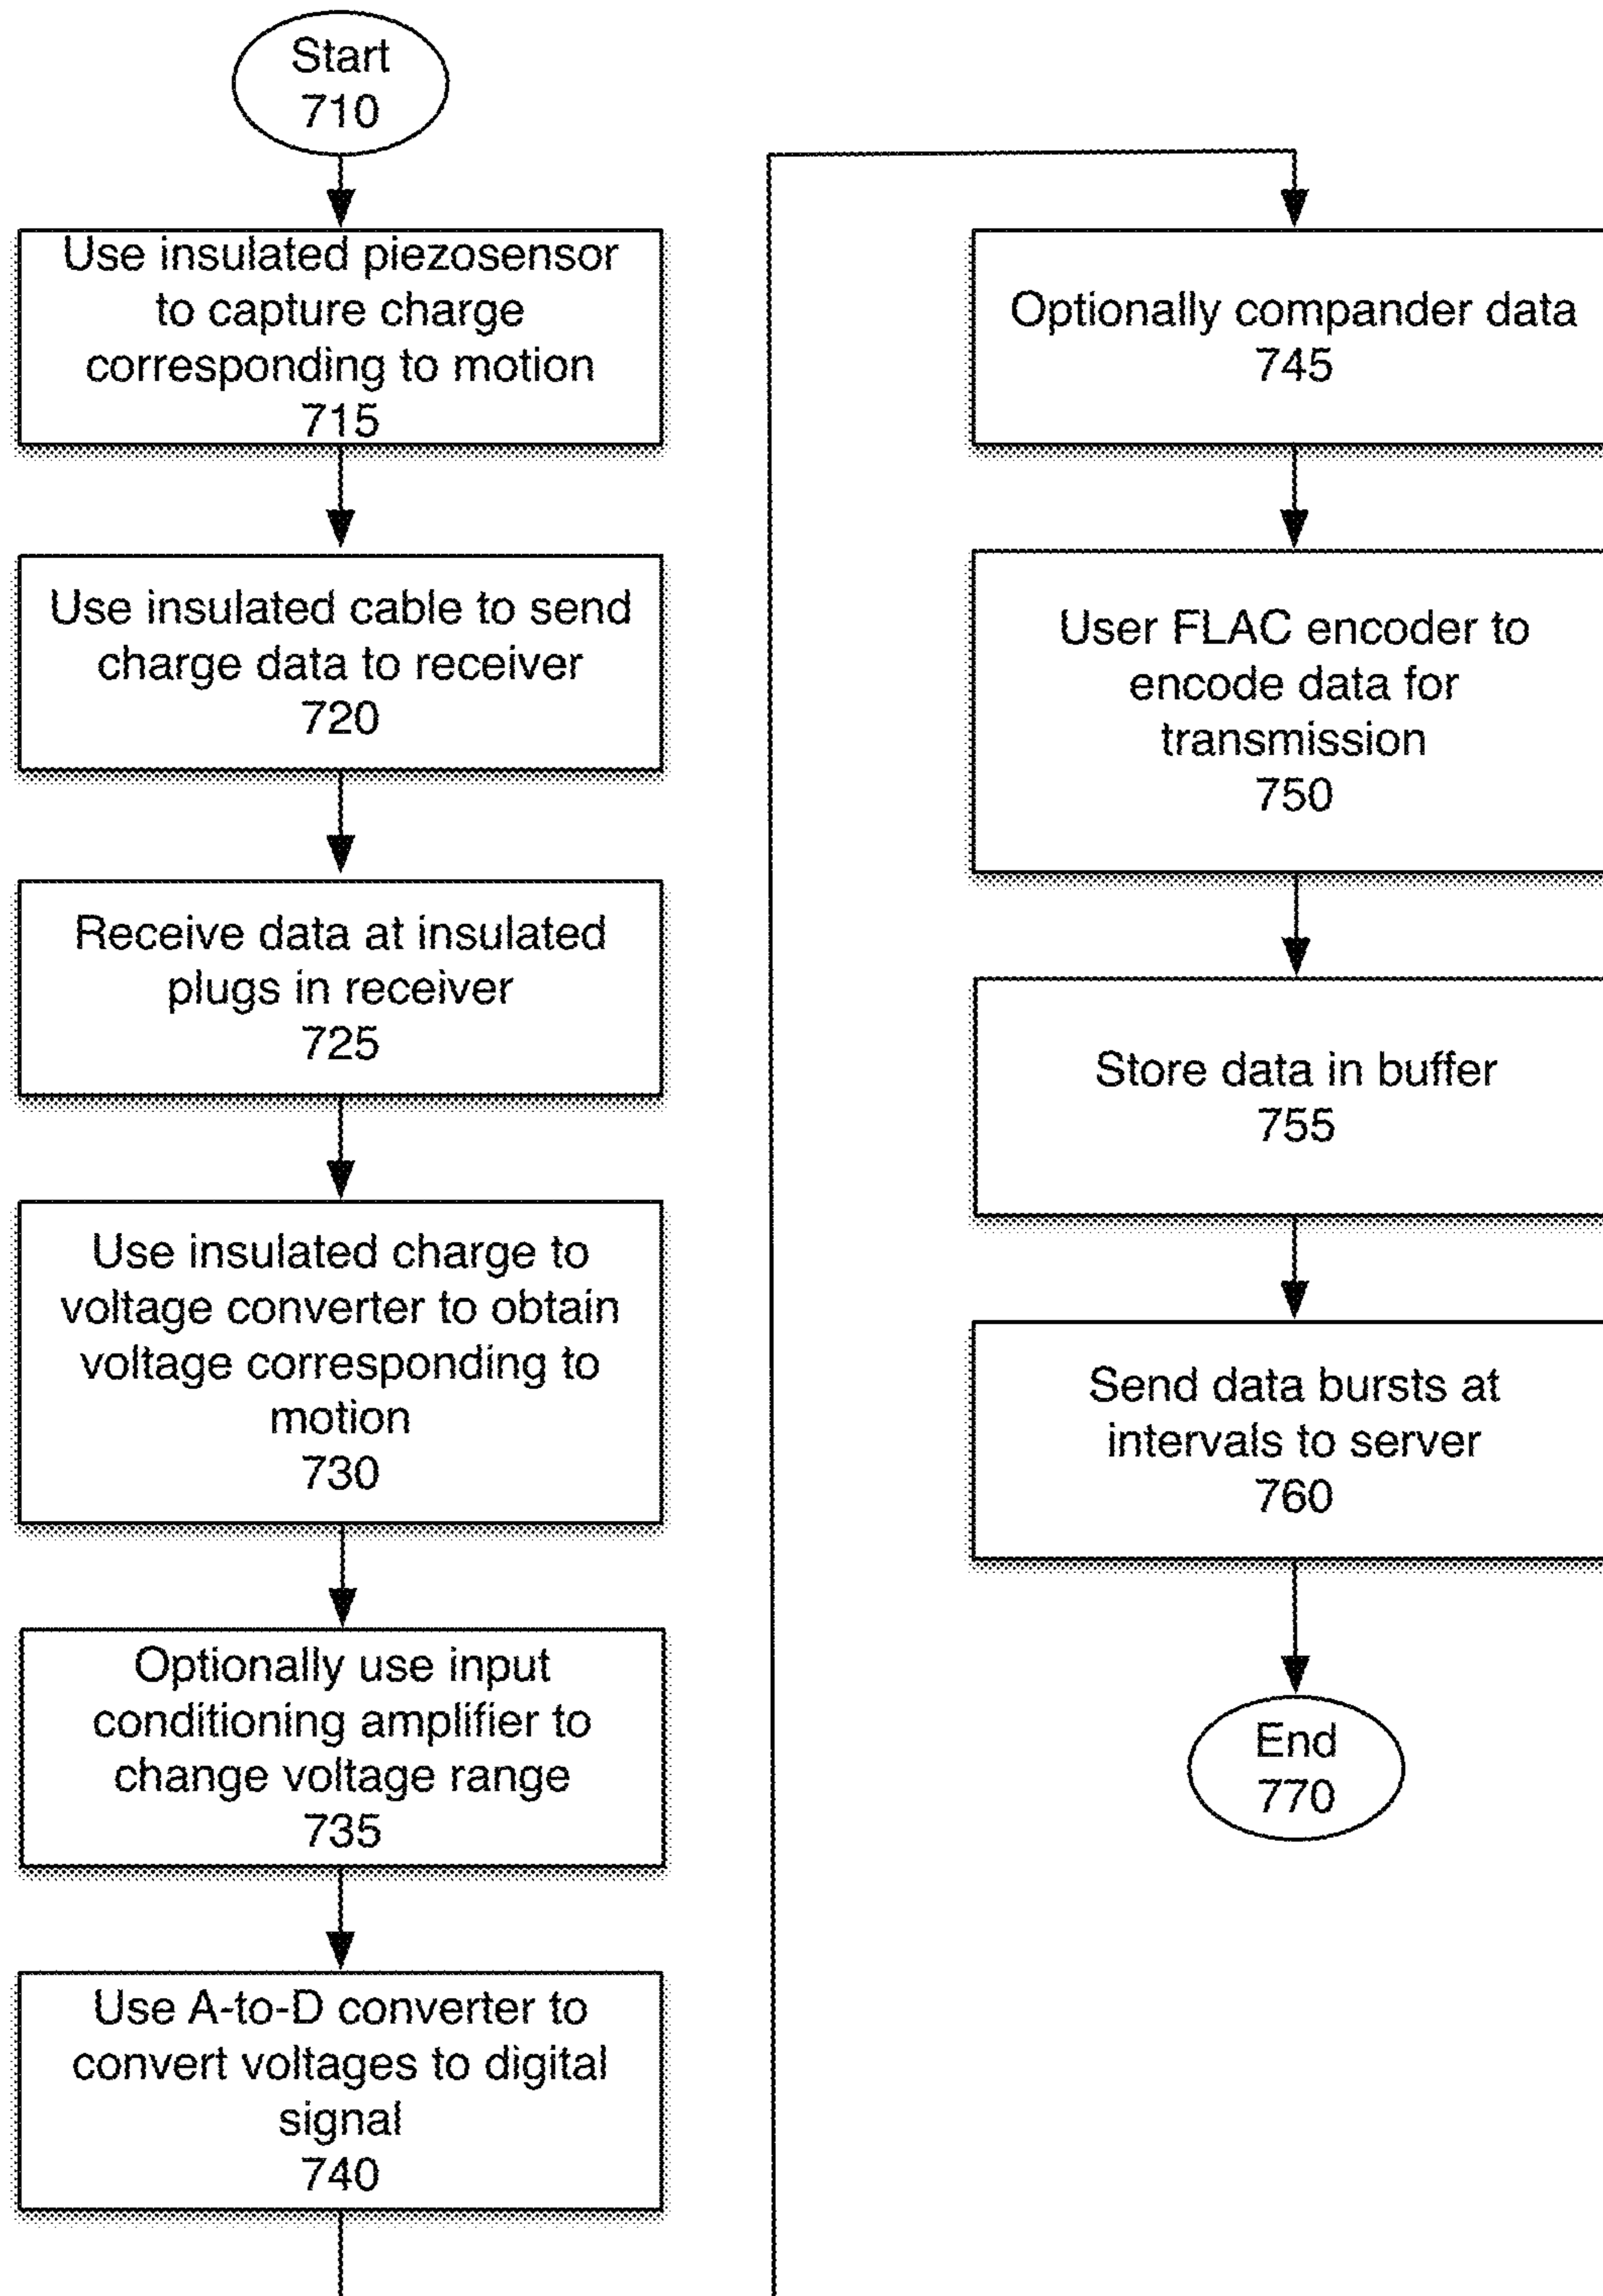 Start
710
Use insulated piezosensor
to capture charge
corresponding to motion
715
Use insulated cable to send
charge data to receiver
720
Receive data at insulated
plugs in receiver
725
Use insulated charge to
voltage converter to obtain
voltage corresponding to
motion
730
Optionally use input
conditioning amplifier to
change voltage range
735
Use A-to-D converter to
convert voltages to digital
signal
740
Optionally compander data
745
User FLAC encoder to
encode data for
transmission
750
Store data in buffer
755
Send data bursts at
intervals to server
760
End
770